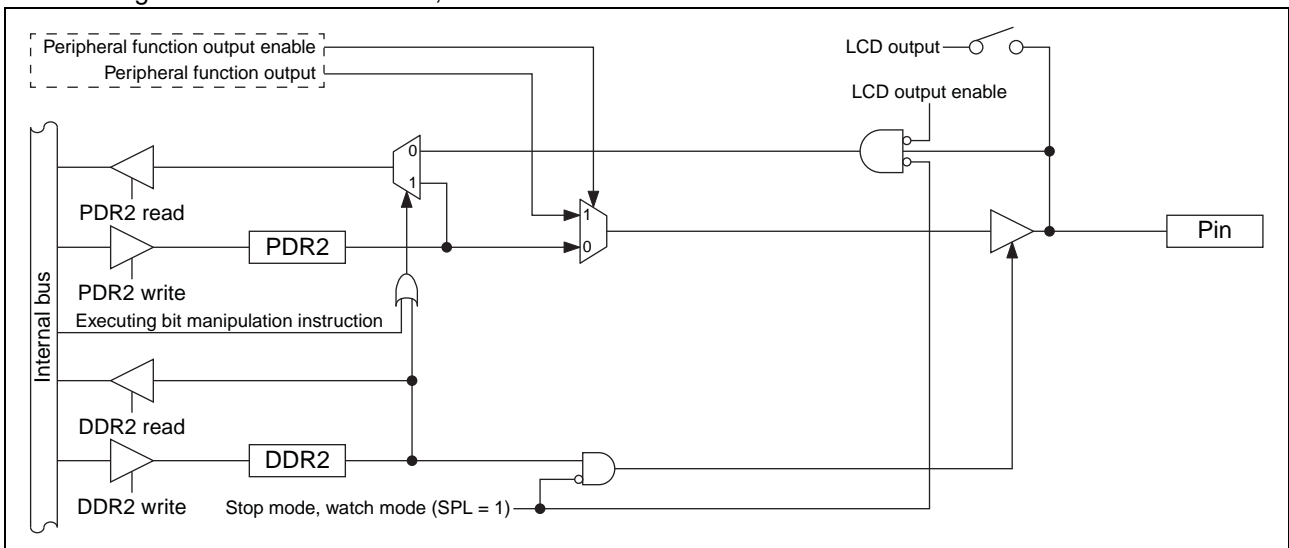 Peripheral function output enable
Peripheral function output
LCD output
LCD output enable
0
1
PDR2 read
1
0
PDR2
Pin
PDR2 write
Executing bit manipulation instruction
Internal bus
DDR2 read
DDR2
DDR2 write
Stop mode, watch mode (SPL = 1)